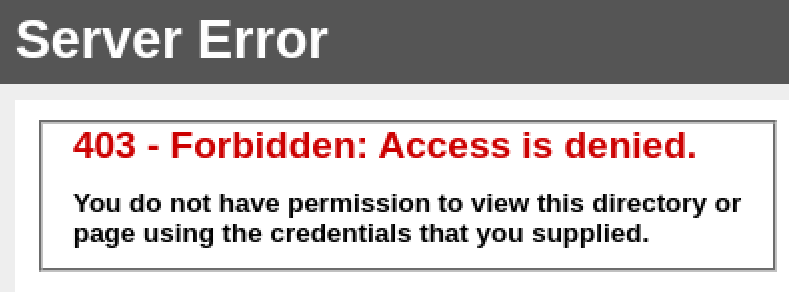 Server Error
403 - Forbidden: Access is denied.
You do not have permission to view this directory or
page using the credentials that you supplied.